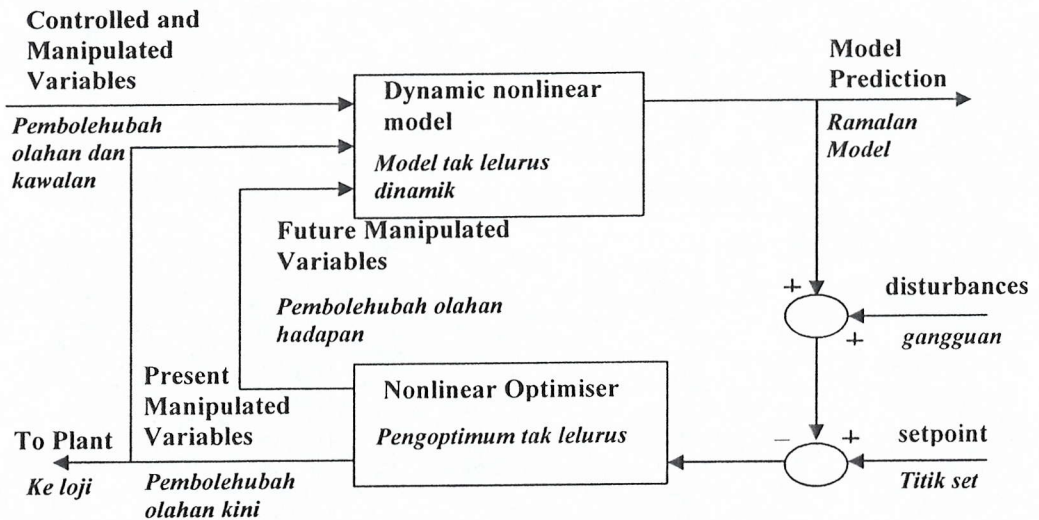 Controlled and
Manipulated
Variables
Pembolehubah
olahan dan
kawalan
Dynamic nonlinear
model
Model tak lelurus
dinamik
Model
Prediction
Ramalan
Model
Future Manipulated
Variables
Pembolehubah olahan
hadapan
+
disturbances
+
gangguan
Present
Manipulated
Variables
Nonlinear Optimiser
Pengoptimum tak lelurus
To Plant
Ke loji
Pembolehubah
olahan kini
−
+
setpoint
Titik set